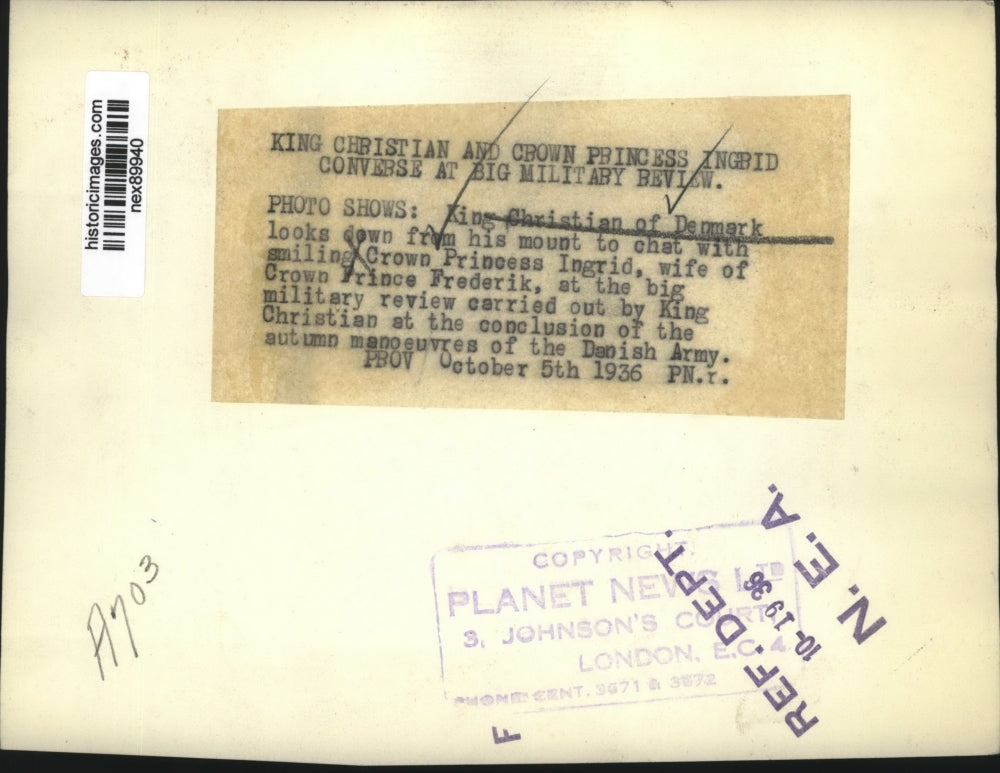 historicimages.com
nex89940
KING CHRISTIAN AND CROWN PRINCESS INGRID
CONVERSE AT BIG MILITARY REVIEW.
PHOTO SHOWS: King Christian of Denmark
looks down from his mount to chat with
smiling Crown Princess Ingrid, wife of
Crown Prince Frederik, at the big
military review carried out by King
Christian at the conclusion of the
autumn manoeuvres of the Danish Army.
PBOV October 5th 1936 PN.r.
A703
COPYRIGHT.
PLANET NEWS LTD
3, JOHNSON'S COURT
LONDON, E.C.4
PHONE: CENT. 3671 & 3672
REF. DEPT.
10-19 36
N. E. A.
F